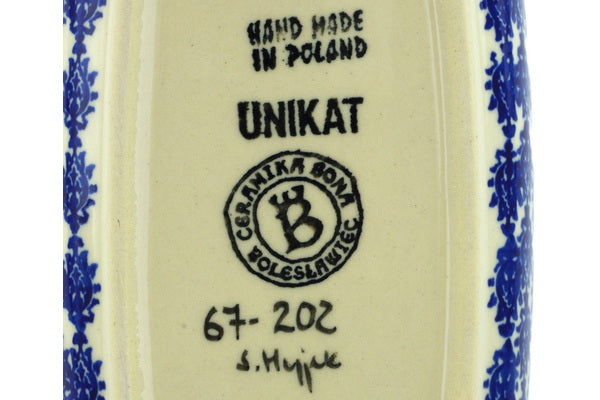 HAND MADE
IN POLAND
UNIKAT
CERAMIKA BONA
B
BOLESŁAWIEC
67-202